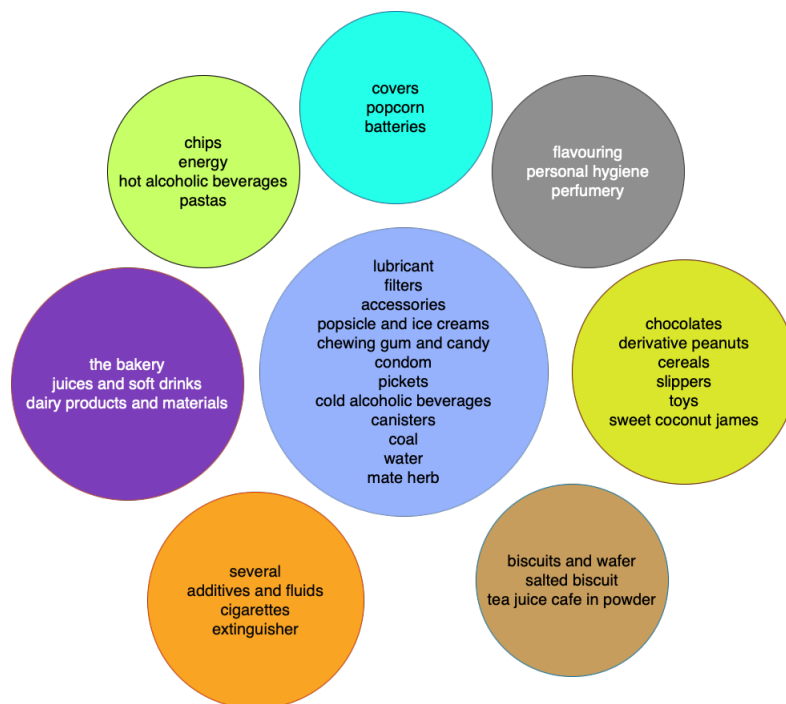 covers
popcorn
batteries
chips
energy
hot alcoholic beverages
pastas
flavouring
personal hygiene
perfumery
lubricant
filters
accessories
popsicle and ice creams
chewing gum and candy
condom
pickets
cold alcoholic beverages
canisters
coal
water
mate herb
the bakery
juices and soft drinks
dairy products and materials
chocolates
derivative peanuts
cereals
slippers
toys
sweet coconut james
several
additives and fluids
cigarettes
extinguisher
biscuits and wafer
salted biscuit
tea juice cafe in powder